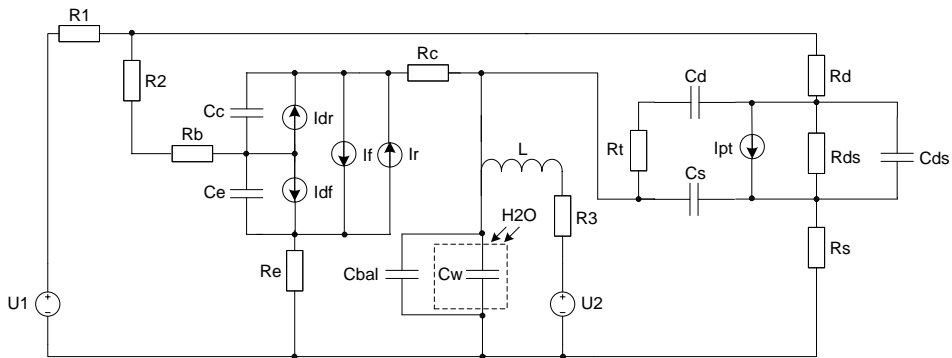 R1
R2
Rc
Cd
Rd
Cc
Idr
Rb
If
Ir
Rt
Ipt
Rds
Cds
L
Ce
Idf
Cs
R3
H2O
Rs
Re
Cbal
Cw
U1
U2